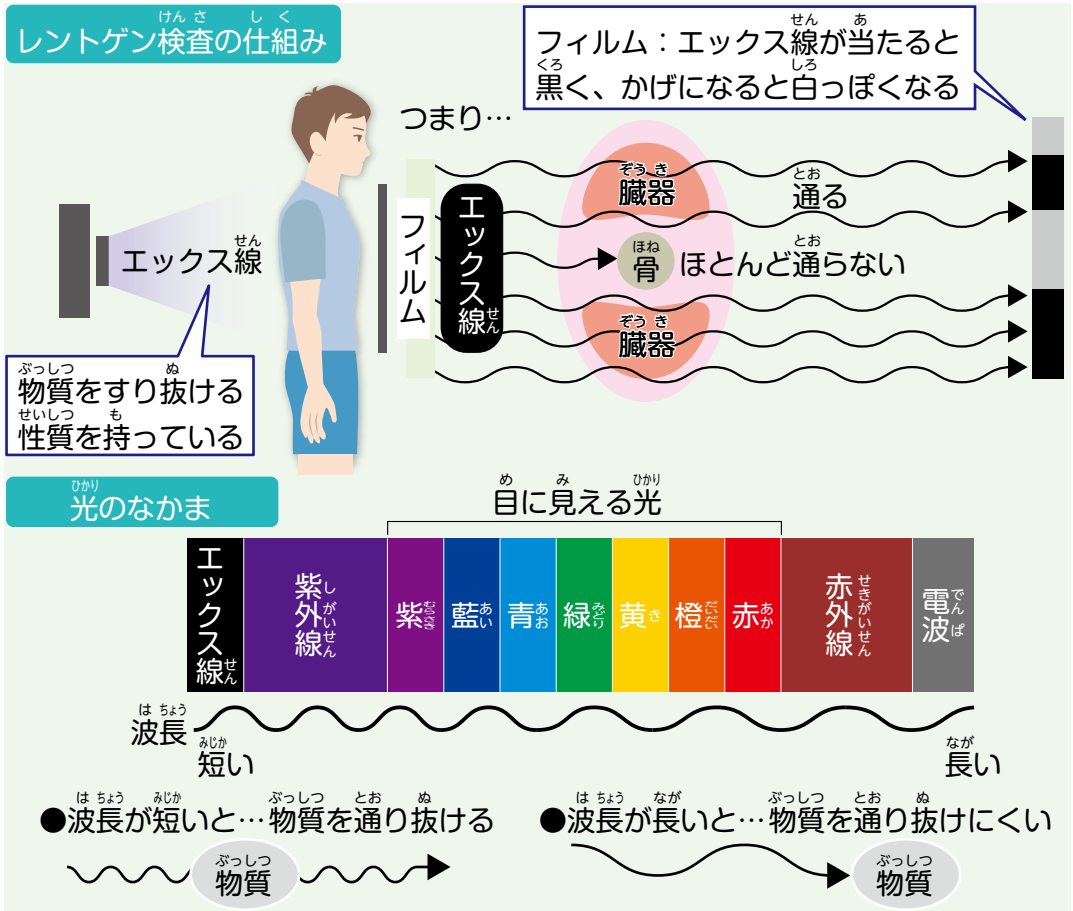 レントゲン検査の仕組み
フィルム：エックス線が当たると
黒く、かげになると白っぽくなる
つまり…
エックス線
物質をすり抜ける
性質を持っている
フィルム
エックス線
臓器
通る
骨
ほとんど通らない
臓器
光のなかま
目に見える光
エックス線
紫外線
紫
藍
青
緑
黄
橙
赤
赤外線
電波
波長
短い
長い
●波長が短いと…物質を通り抜ける
物質
●波長が長いと…物質を通り抜けにくい
物質